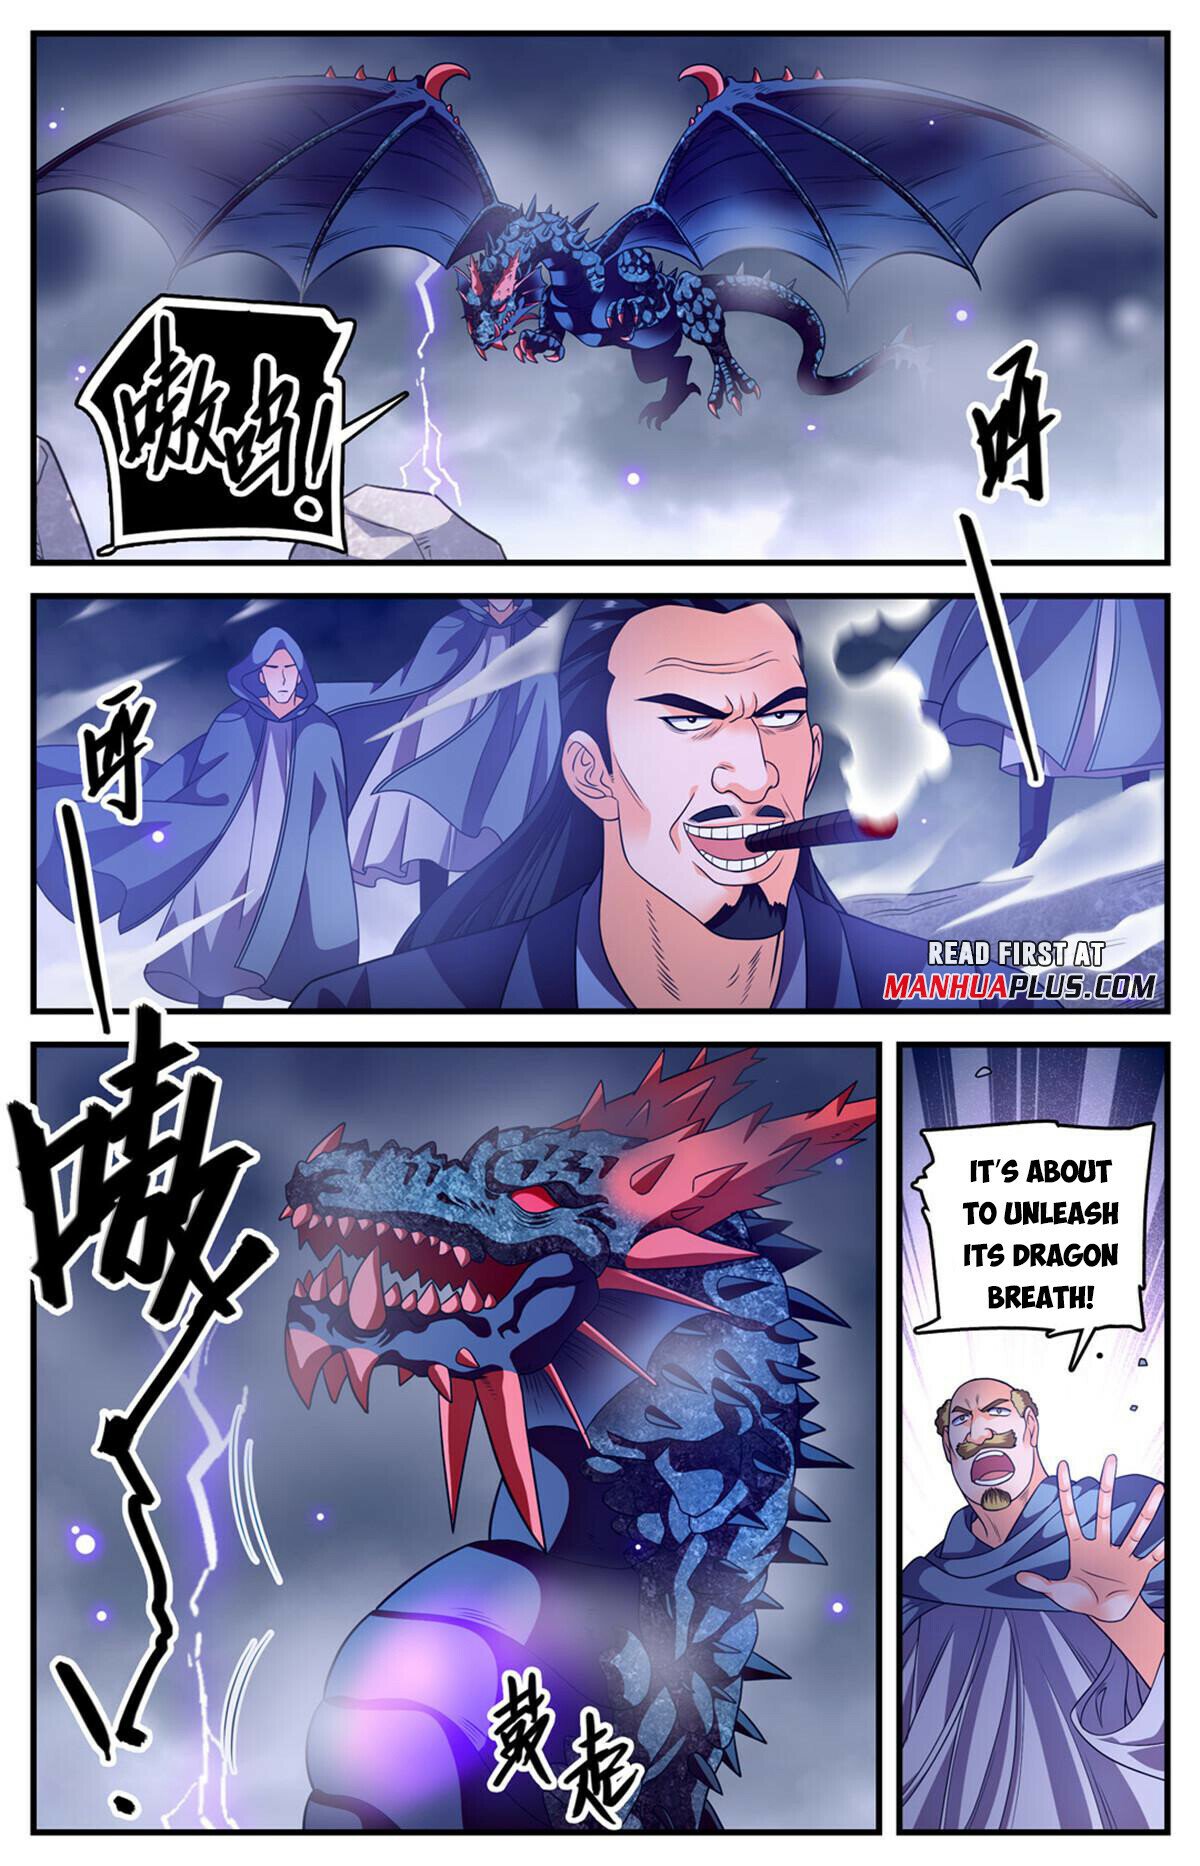 嗷呜!
呼
呼
READ FIRST AT
MANHUAPLUS.COM
嗷
IT'S ABOUT
TO UNLEASH
ITS DRAGON
BREATH!
鼓起